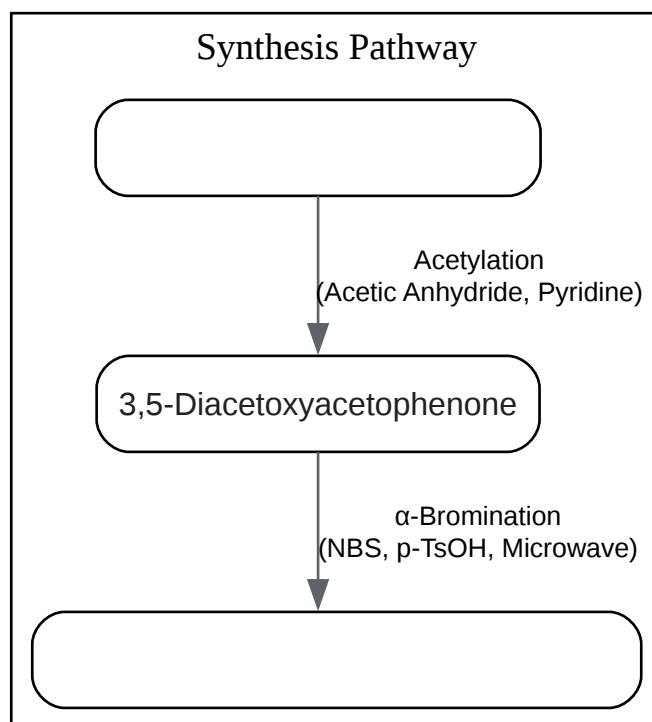 Synthesis Pathway
Acetylation
(Acetic Anhydride, Pyridine)
3,5-Diacetoxyacetophenone
α-Bromination
(NBS, p-TsOH, Microwave)